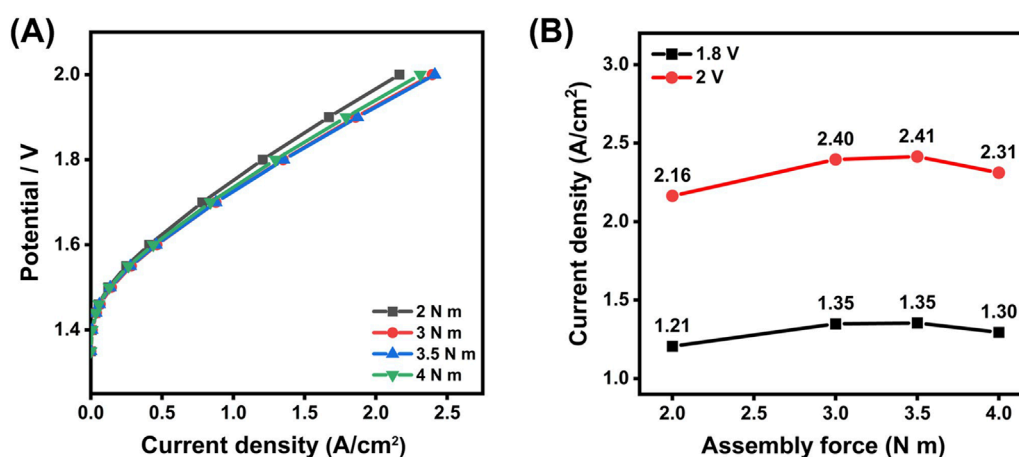 (A)
Potential / V
2.0
1.8
1.6
1.4
2 N m
3 N m
3.5 N m
4 N m
0.0 0.5 1.0 1.5 2.0 2.5
Current density (A/cm²)
(B)
Current density (A/cm²)
3.0
2.5
2.0
1.5
1.0
1.8 V
2 V
2.16 2.40 2.41 2.31
1.21 1.35 1.35 1.30
2.0 2.5 3.0 3.5 4.0
Assembly force (N m)